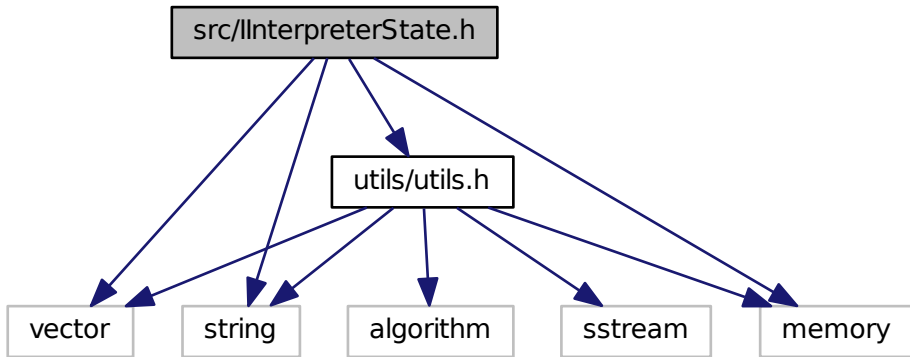 src/IInterpreterState.h
utils/utils.h
vector
string
algorithm
sstream
memory